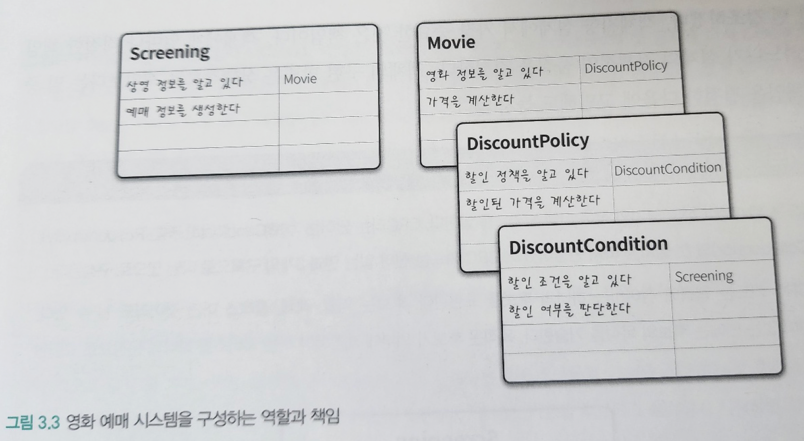 Screening
상영 정보를 알고 있다 Movie
예매 정보를 생성한다
Movie
영화 정보를 알고 있다 DiscountPolicy
가격을 계산한다
DiscountPolicy
할인 정책을 알고 있다 DiscountCondition
할인된 가격을 계산한다
DiscountCondition
할인 조건을 알고 있다 Screening
할인 여부를 판단한다
그림 3.3 영화 예매 시스템을 구성하는 역할과 책임